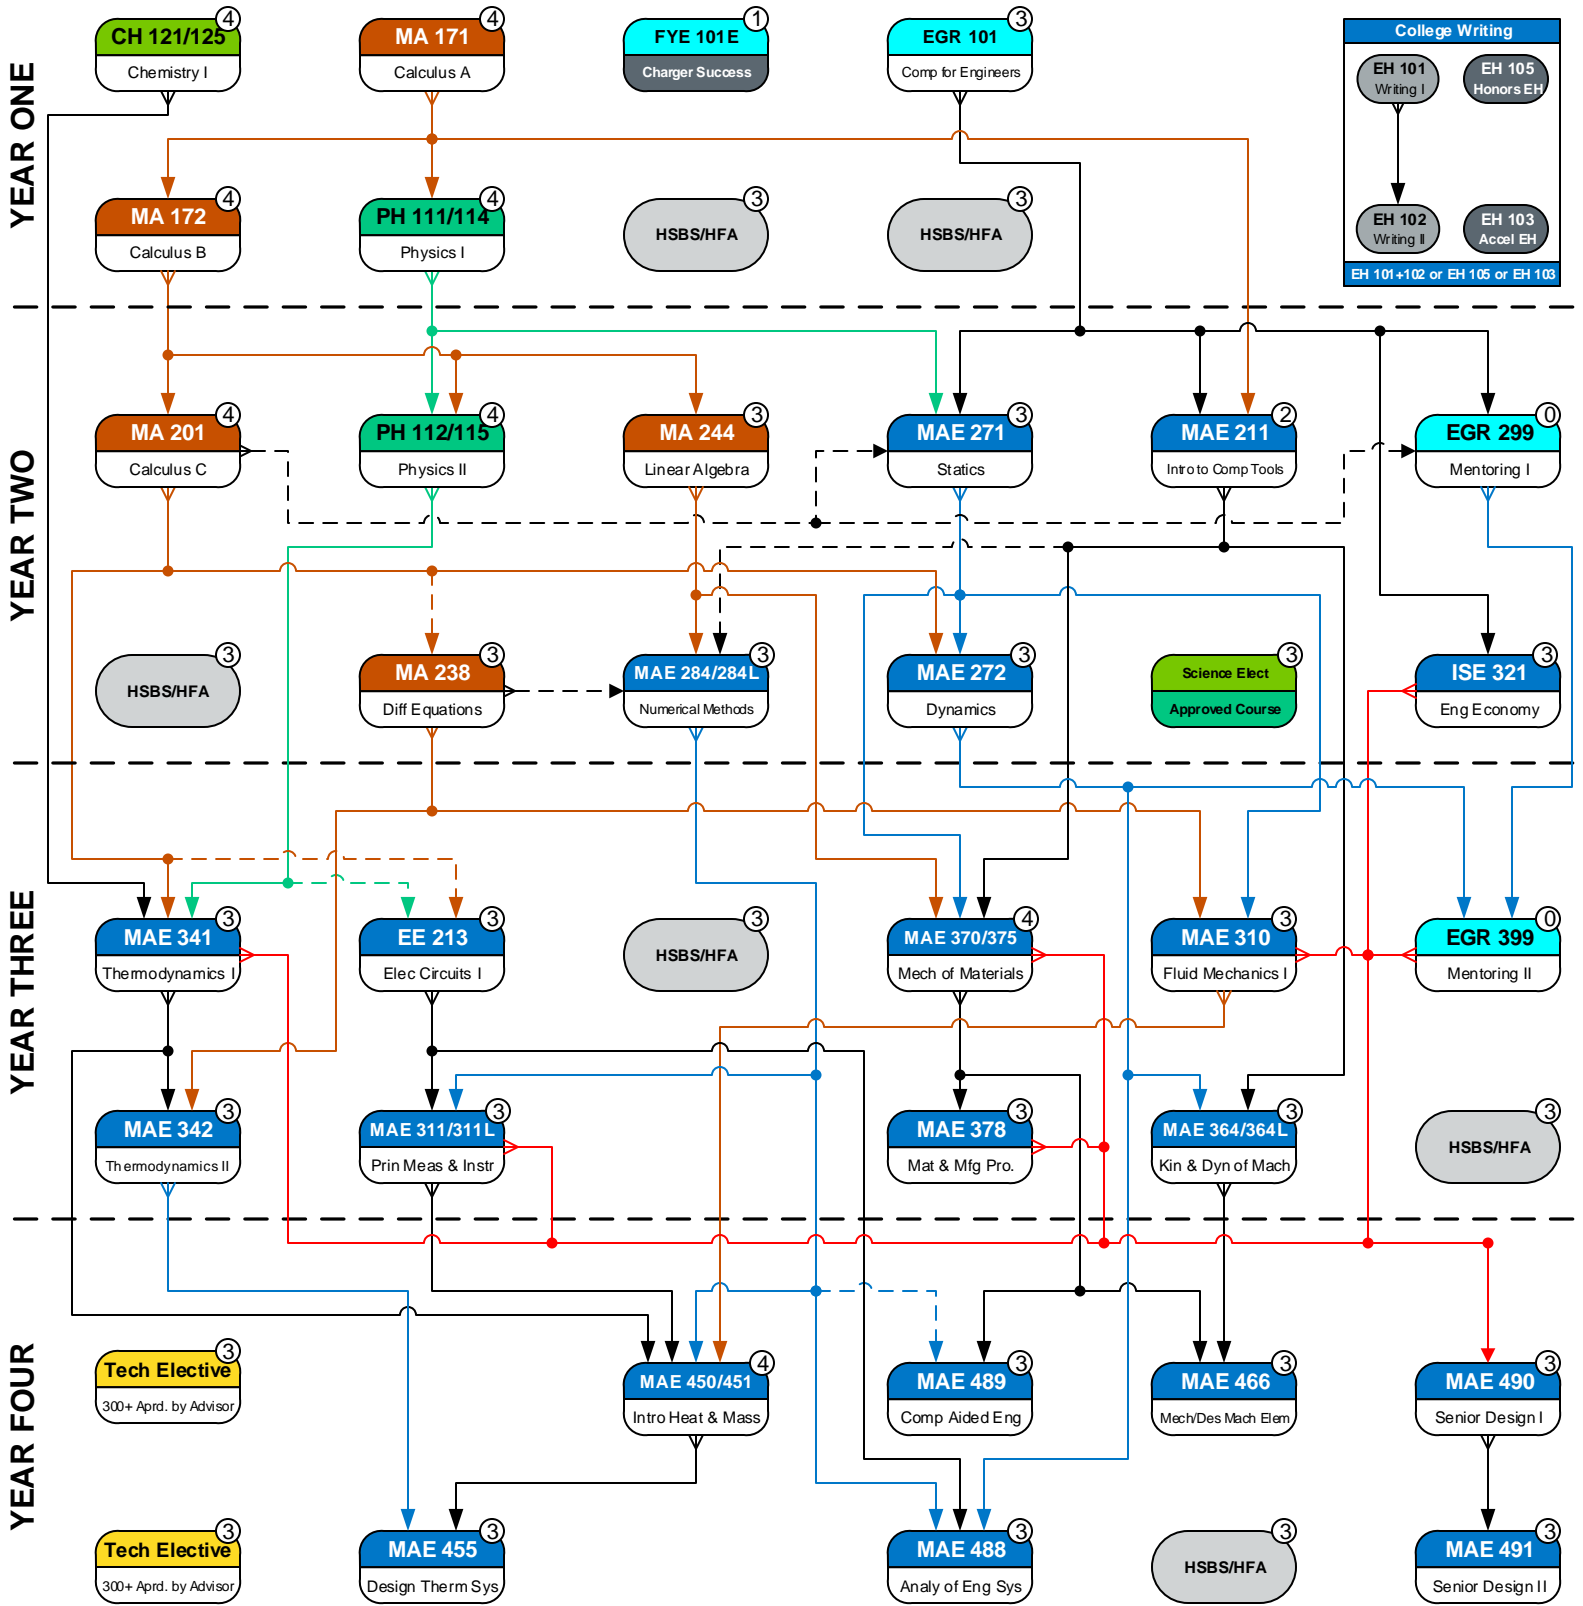 YEAR ONE
4
CH 121/125
Chemistry I
4
MA 171
Calculus A
1
FYE 101E
Charger Success
3
EGR 101
Comp for Engineers
College Writing
EH 101
Writing I
EH 105
Honors EH
EH 102
Writing II
EH 103
Accel EH
EH 101+102 or EH 105 or EH 103
4
MA 172
Calculus B
4
PH 111/114
Physics I
3
HSBS/HFA
3
HSBS/HFA
YEAR TWO
4
MA 201
Calculus C
4
PH 112/115
Physics II
3
MA 244
Linear Algebra
3
MAE 271
Statics
2
MAE 211
Intro to Comp Tools
0
EGR 299
Mentoring I
3
HSBS/HFA
3
MA 238
Diff Equations
3
MAE 284/284L
Numerical Methods
3
MAE 272
Dynamics
3
Science Elect
Approved Course
3
ISE 321
Eng Economy
YEAR THREE
3
MAE 341
Thermodynamics I
3
EE 213
Elec Circuits I
3
HSBS/HFA
4
MAE 370/375
Mech of Materials
3
MAE 310
Fluid Mechanics I
0
EGR 399
Mentoring II
3
MAE 342
Thermodynamics II
3
MAE 311/311L
Prin Meas & Instr
3
MAE 378
Mat & Mfg Pro.
3
MAE 364/364L
Kin & Dyn of Mach
3
HSBS/HFA
YEAR FOUR
3
Tech Elective
300+ Aprd. by Advisor
4
MAE 450/451
Intro Heat & Mass
3
MAE 489
Comp Aided Eng
3
MAE 466
Mech/Des Mach Elem
3
MAE 490
Senior Design I
3
Tech Elective
300+ Aprd. by Advisor
3
MAE 455
Design Therm Sys
3
MAE 488
Analy of Eng Sys
3
HSBS/HFA
3
MAE 491
Senior Design II